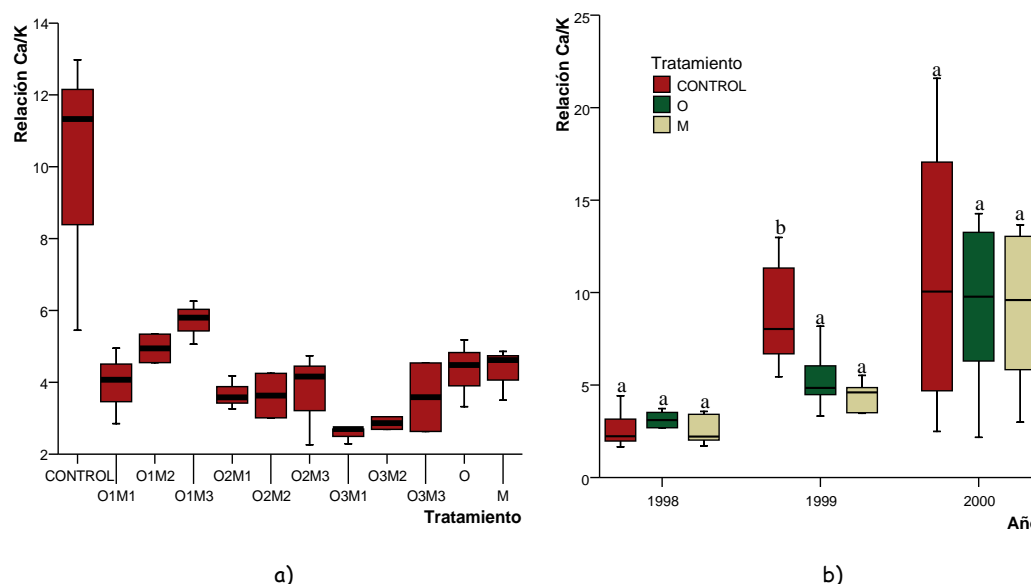 Relación Ca/K
14
12
10
8
6
4
2
CONTROL O1M2 O2M1 O2M3 O3M2 O
O1M1 O1M3 O2M2 O3M1 O3M3 M
Tratamiento
a)
Relación Ca/K
25
20
15
10
5
0
Tratamiento
CONTROL
O
M
a a a
b a a
a a a
1998 1999 2000
Añ
b)